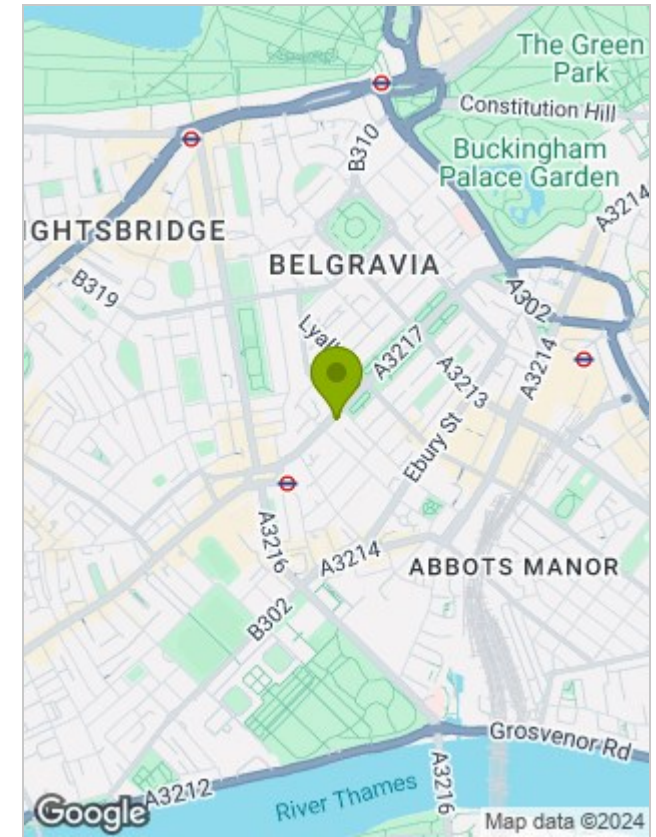 The Green
Park
Constitution Hill
B310
Buckingham
Palace Garden
A3214
IGHTSBRIDGE
BELGRAVIA
B319
A302
Lyall
A3217
A3214
A3213
Ebury St
A3216
A3214
ABBOTS MANOR
B302
Grosvenor Rd
A3212
River Thames
A3216
Google
Map data ©2024